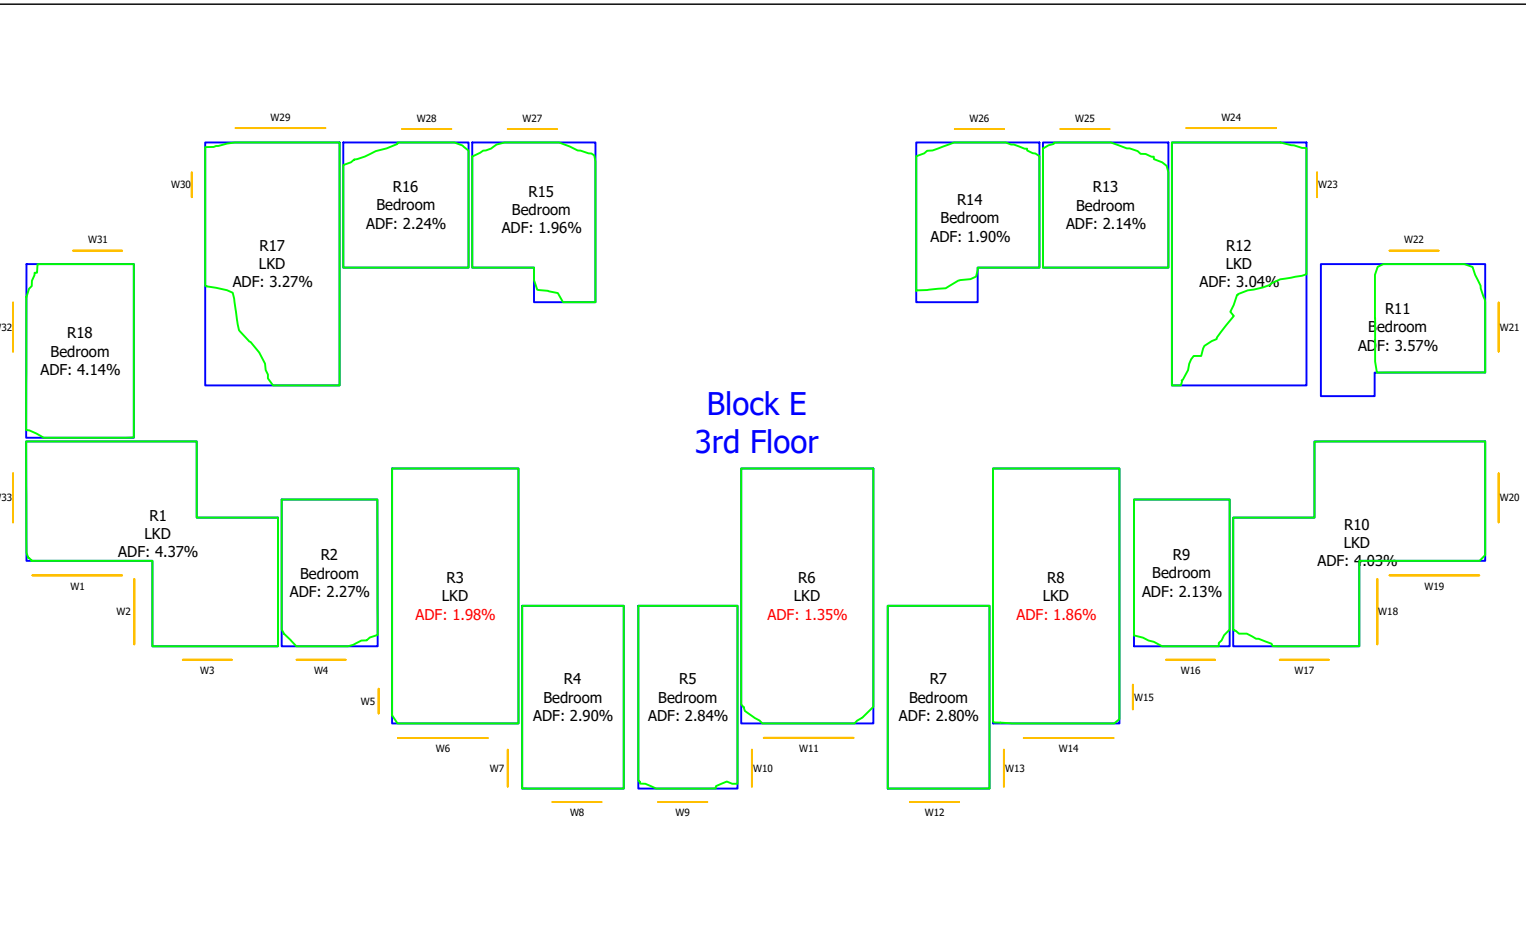 W29
W28
W27
W26
W25
W24
W30
R16
Bedroom
ADF: 2.24%
R15
Bedroom
ADF: 1.96%
R14
Bedroom
ADF: 1.90%
R13
Bedroom
ADF: 2.14%
W23
R17
LKD
ADF: 3.27%
R12
LKD
ADF: 3.04%
W31
W22
W32
R18
Bedroom
ADF: 4.14%
R11
Bedroom
ADF: 3.57%
W21
Block E
3rd Floor
W33
R1
LKD
ADF: 4.37%
R2
Bedroom
ADF: 2.27%
R3
LKD
ADF: 1.98%
R6
LKD
ADF: 1.35%
R8
LKD
ADF: 1.86%
R9
Bedroom
ADF: 2.13%
R10
LKD
ADF: 4.03%
W20
W1
W2
W3
W4
W19
W18
W17
W16
W5
R4
Bedroom
ADF: 2.90%
R5
Bedroom
ADF: 2.84%
R7
Bedroom
ADF: 2.80%
W15
W6
W11
W14
W7
W10
W13
W8
W9
W12